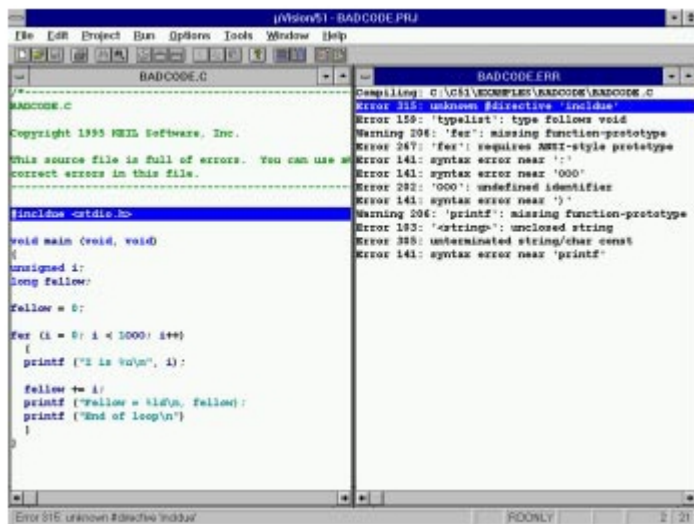 µVision/51 - BADCODE.PRJ
File Edit Project Run Options Tools Window Help
BADCODE.C
/*
BADCODE.C
Copyright 1995 KEIL Software, Inc.
This source file is full of errors. You can use
correct errors in this file.
#incldue <stdio.h>
void main (void, void)
{
unsigned i;
long fellow;
fellow = 0;
fer (i = 0; i < 1000; i++)
{
printf ("I is %u\n", i);
fellow += i;
printf ("Fellow = %ld\n, fellow);
printf ("End of loop\n")
}
}
BADCODE.ERR
Compiling: C:\C51\EXAMPLES\BADCODE\BADCODE.C
Error 315: unknown #directive 'incldue'
Error 159: 'typelist': type follows void
Warning 206: 'fer': missing function-prototype
Error 267: 'fer': requires ANSI-style prototype
Error 141: syntax error near ';'
Error 141: syntax error near '000'
Error 202: '000': undefined identifier
Error 141: syntax error near ')'
Warning 206: 'printf': missing function-prototype
Error 103: '<string>': unclosed string
Error 305: unterminated string/char const
Error 141: syntax error near 'printf'
Error 315: unknown #directive 'incldue'
RDONLY
2 21